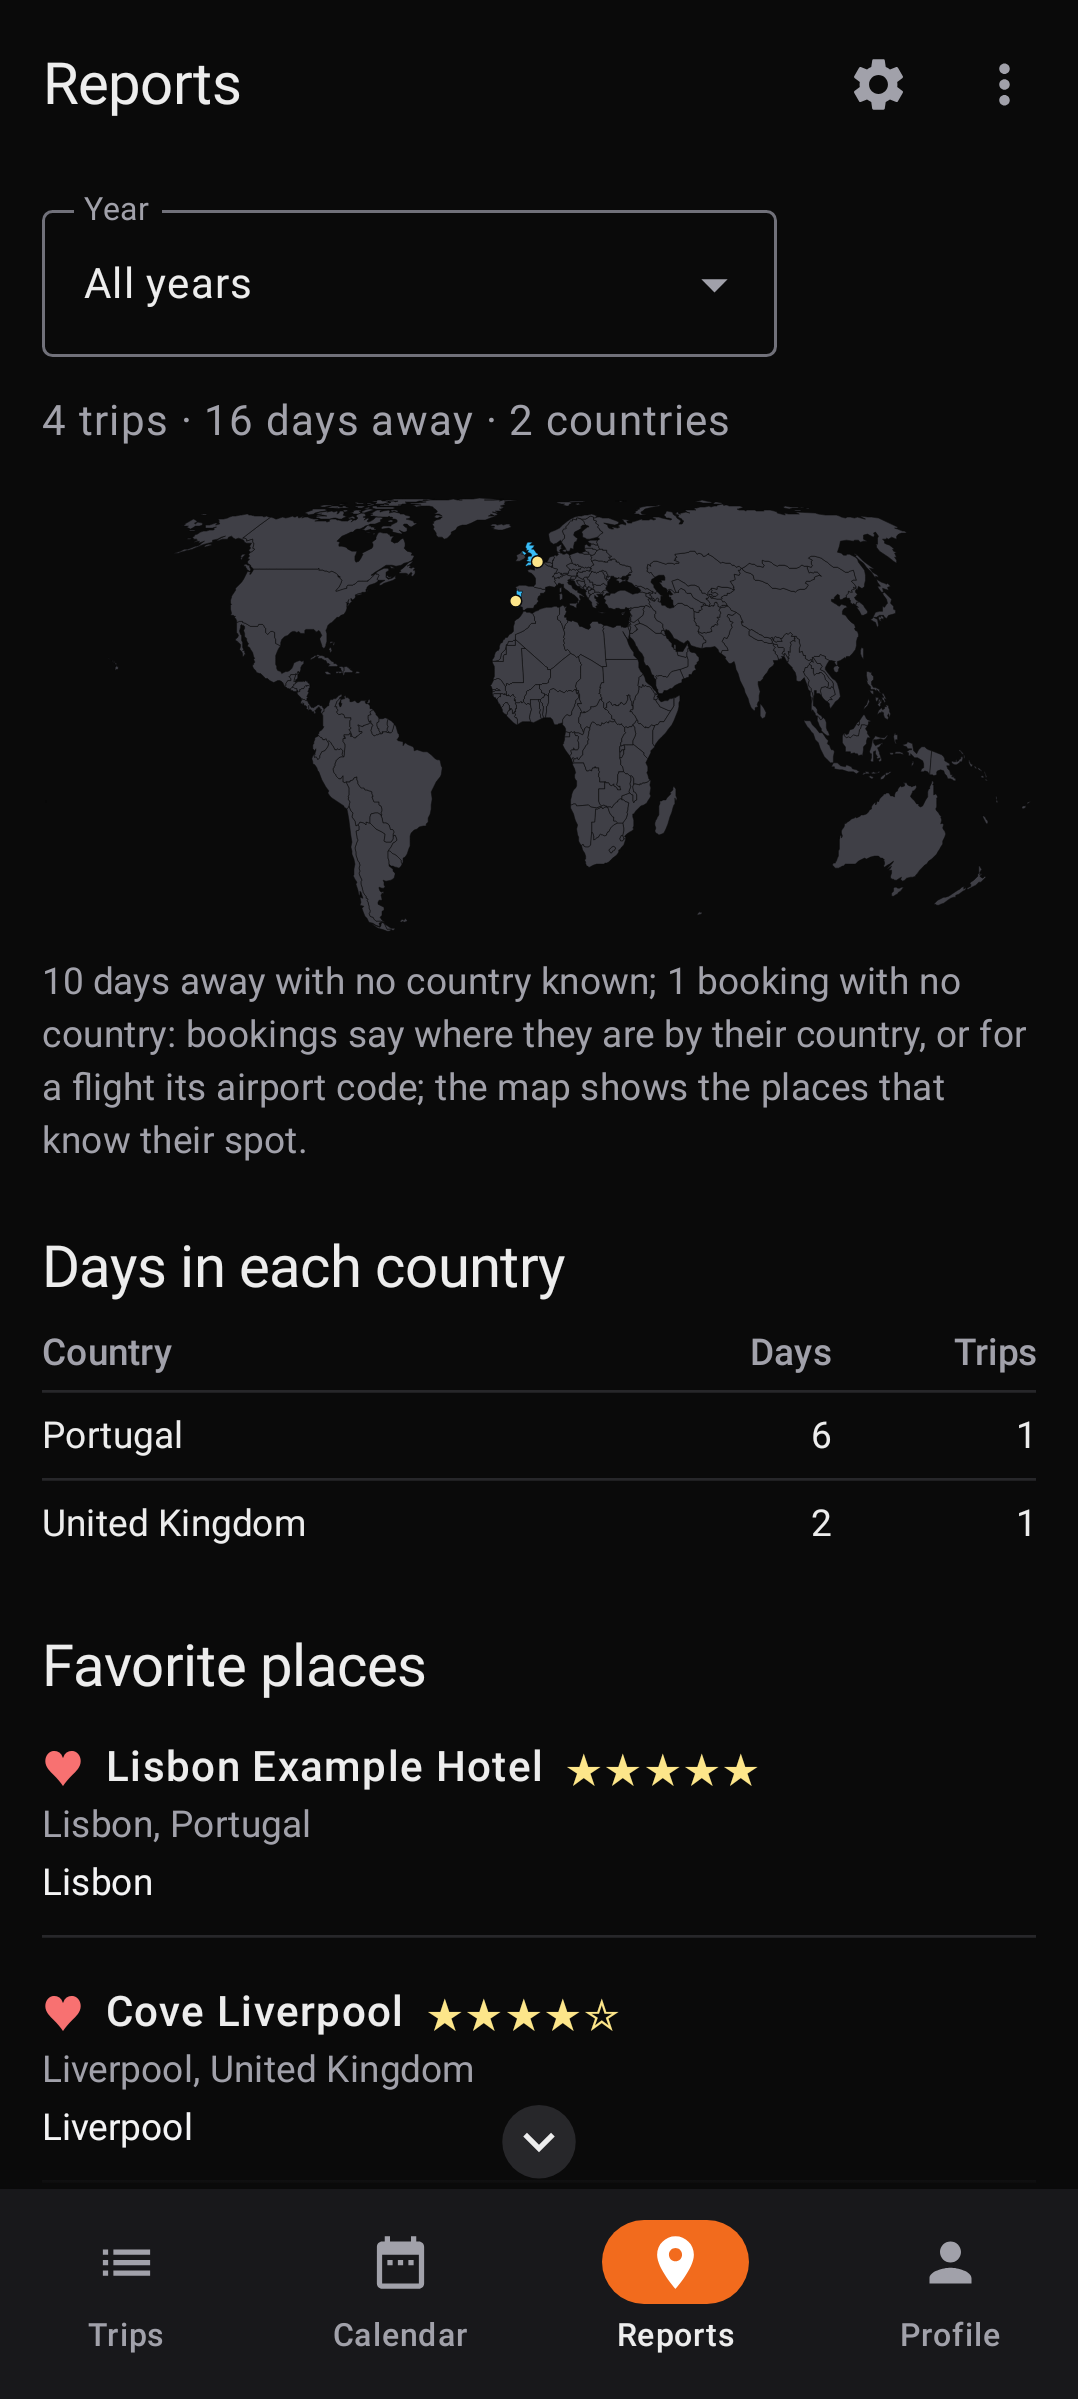 Reports
Year
All years
4 trips · 16 days away · 2 countries
10 days away with no country known; 1 booking with no
country: bookings say where they are by their country, or for
a flight its airport code; the map shows the places that
know their spot.
Days in each country
Country Days Trips
Portugal 6 1
United Kingdom 2 1
Favorite places
Lisbon Example Hotel ★★★★★
Lisbon, Portugal
Lisbon
Cove Liverpool ★★★★☆
Liverpool, United Kingdom
Liverpool
Trips Calendar Reports Profile